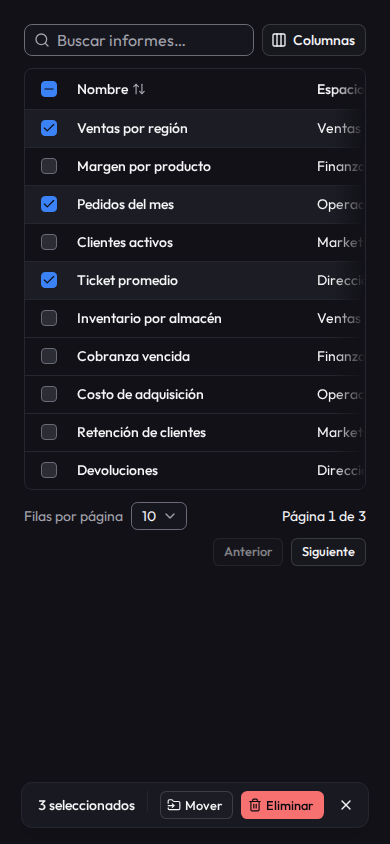 Buscar informes...
Columnas
Nombre
Ventas por región Ventas
Margen por producto
Pedidos del mes
Clientes activos
Ticket promedio
Inventario por almacén Ventas
Cobranza vencida
Costo de adquisición
Retención de clientes
Devoluciones
Filas por página 10 Página 1 de 3
Anterior Siguiente
3 seleccionados Mover Eliminar